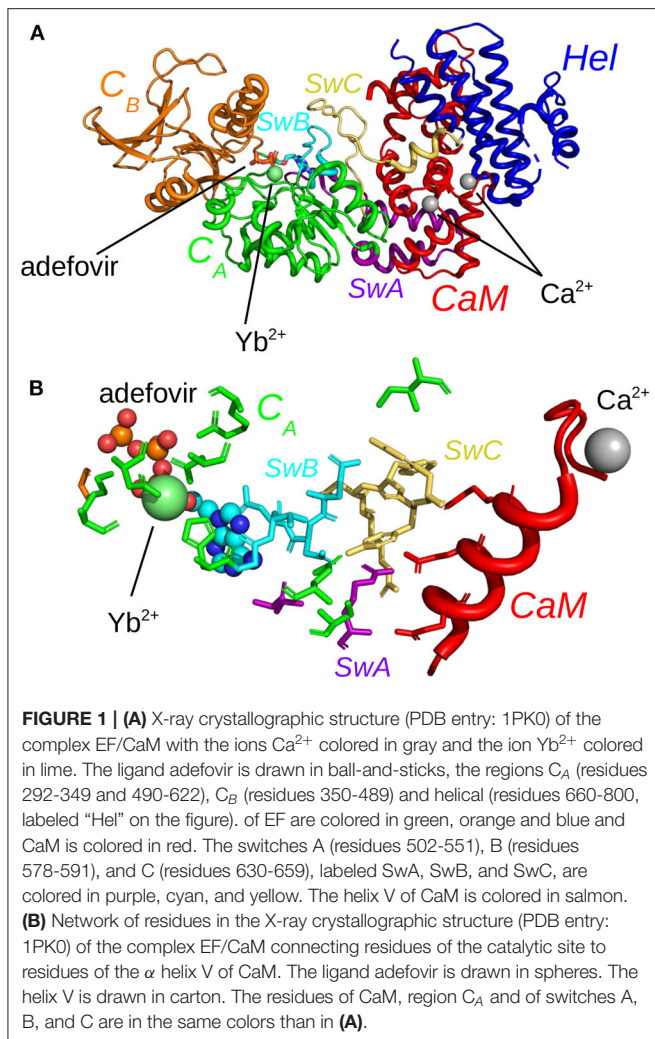 A
C_B
SwB
SwC
Hel
adefovir
C_A
SwA
CaM
Ca²⁺
Yb²⁺
B
adefovir
C_A
SwB
SwC
Ca²⁺
Yb²⁺
SwA
CaM
FIGURE 1 | (A) X-ray crystallographic structure (PDB entry: 1PK0) of the
complex EF/CaM with the ions Ca²⁺ colored in gray and the ion Yb²⁺ colored
in lime. The ligand adefovir is drawn in ball-and-sticks, the regions C_A (residues
292-349 and 490-622), C_B (residues 350-489) and helical (residues 660-800,
labeled "Hel" on the figure). of EF are colored in green, orange and blue and
CaM is colored in red. The switches A (residues 502-551), B (residues
578-591), and C (residues 630-659), labeled SwA, SwB, and SwC, are
colored in purple, cyan, and yellow. The helix V of CaM is colored in salmon.
(B) Network of residues in the X-ray crystallographic structure (PDB entry:
1PK0) of the complex EF/CaM connecting residues of the catalytic site to
residues of the α helix V of CaM. The ligand adefovir is drawn in spheres. The
helix V is drawn in carton. The residues of CaM, region C_A and of switches A,
B, and C are in the same colors than in (A).